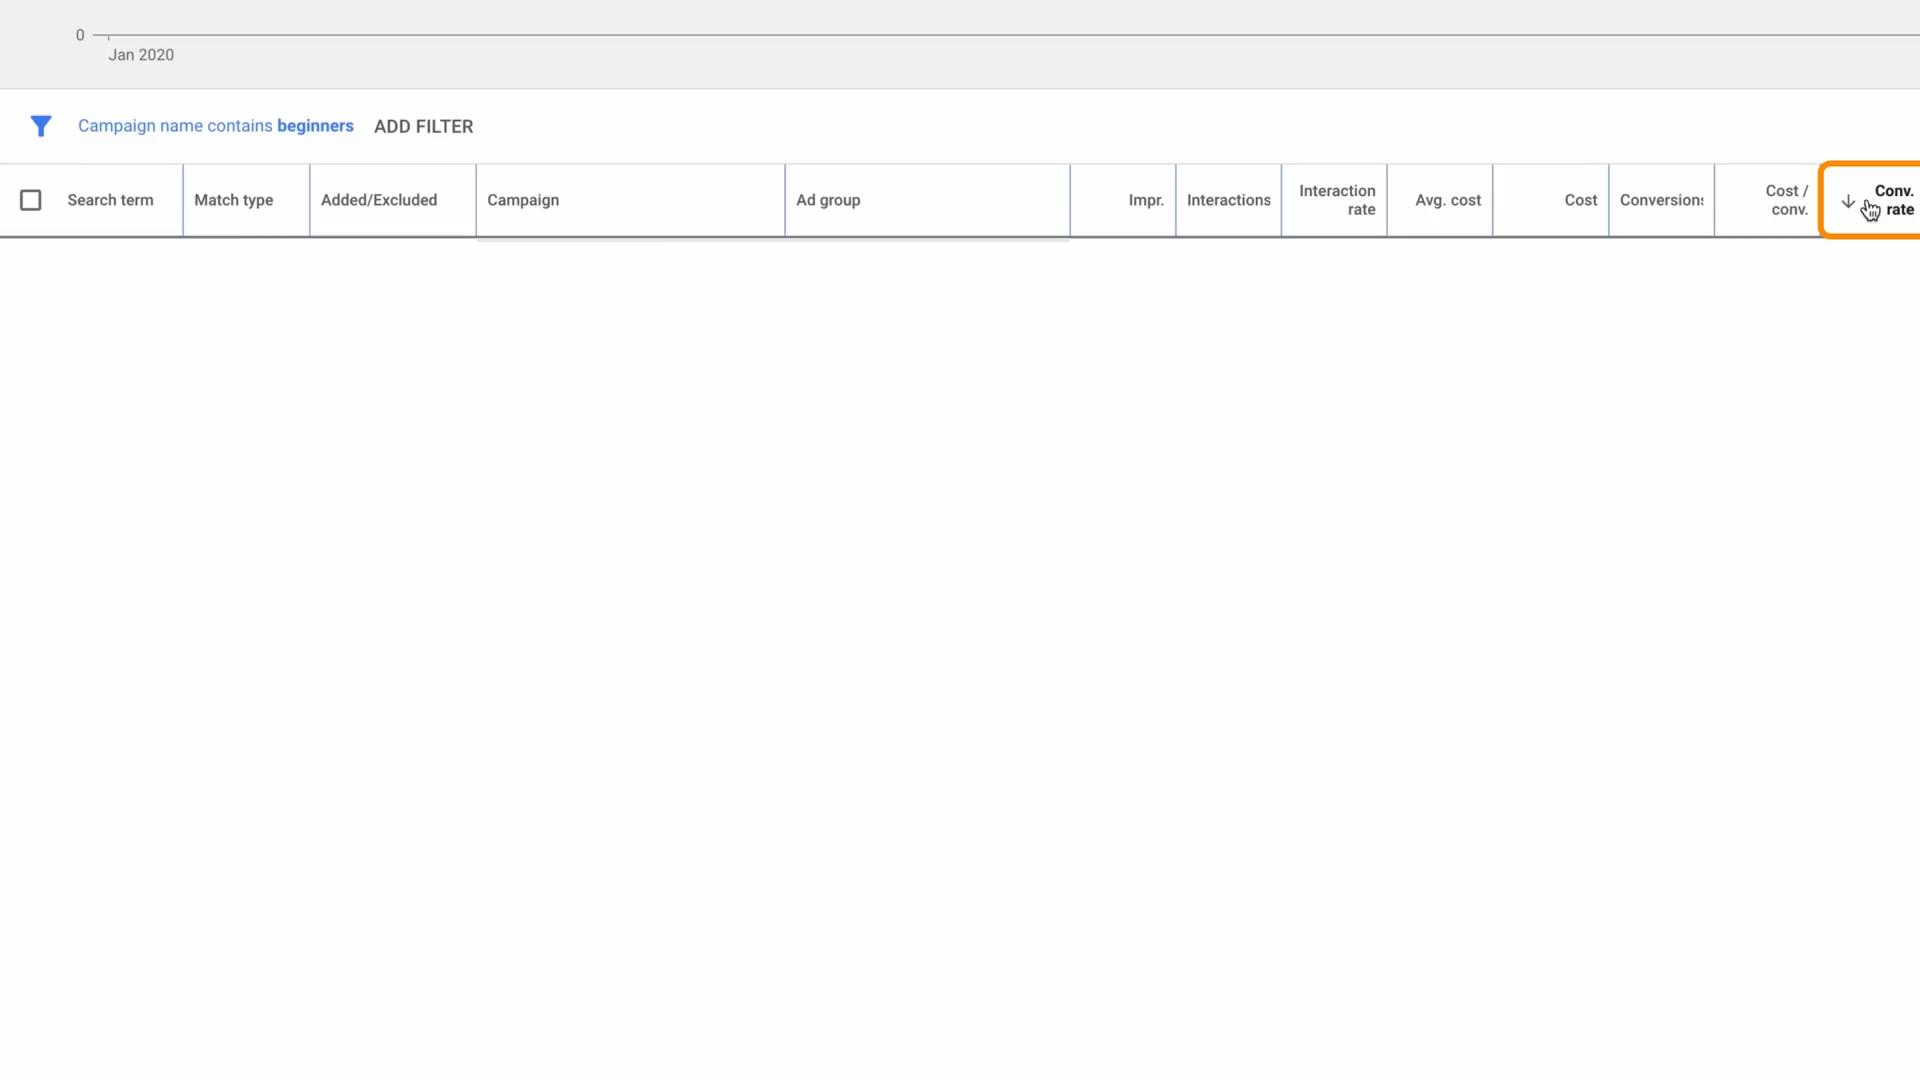 0
Jan 2020
Campaign name contains beginners ADD FILTER
Search term Match type Added/Excluded Campaign Ad group Impr. Interactions Interaction rate Avg. cost Cost Conversions Cost / conv. Conv. rate